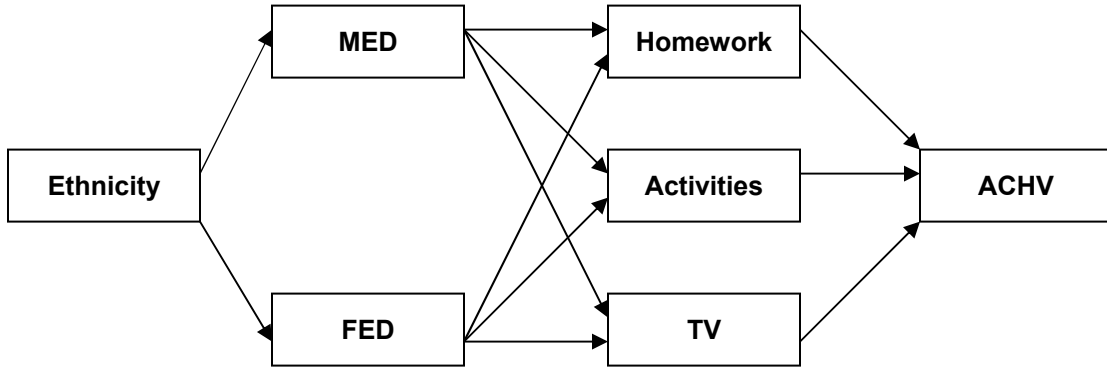 MED
Homework
Ethnicity
Activities
ACHV
FED
TV